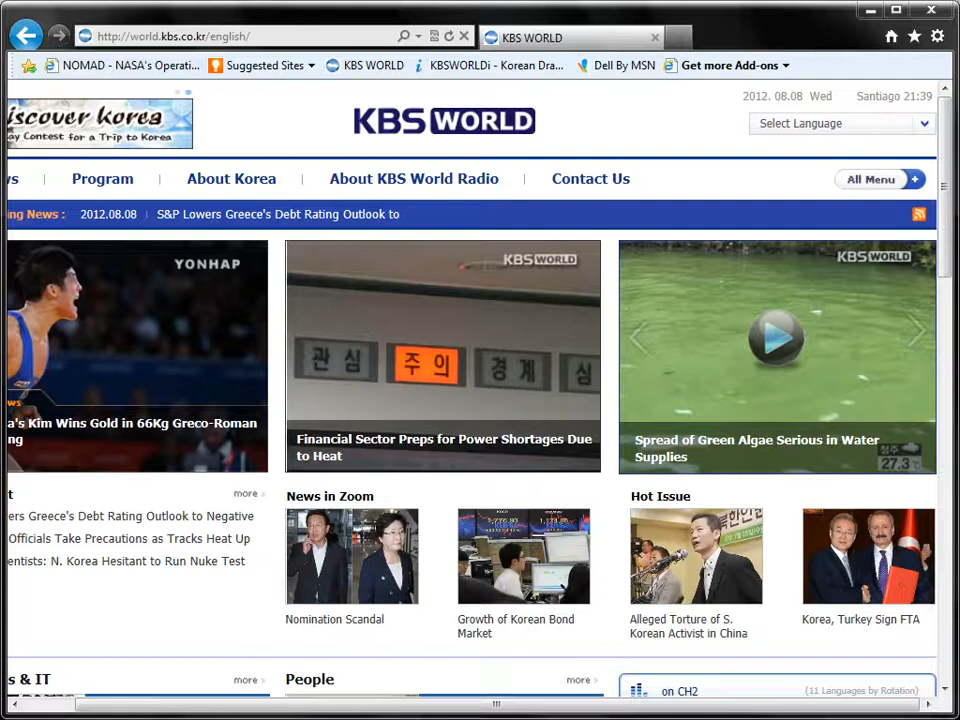 http://world.kbs.co.kr/english/
KBS WORLD
NOMAD - NASA's Operati...
Suggested Sites
KBS WORLD
KBSWORLDi - Korean Dra...
Dell By MSN
Get more Add-ons
iscover korea
ay Contest for a Trip to Korea
KBS WORLD
2012. 08.08 Wed
Santiago 21:39
Select Language
ws
Program
About Korea
About KBS World Radio
Contact Us
All Menu +
ing News :
2012.08.08
S&P Lowers Greece's Debt Rating Outlook to
YONHAP
ws
a's Kim Wins Gold in 66Kg Greco-Roman
ng
KBS WORLD
관심
주의
경계
심
Financial Sector Preps for Power Shortages Due
to Heat
KBS WORLD
Spread of Green Algae Serious in Water
Supplies
청주
27.3℃
t
more
ers Greece's Debt Rating Outlook to Negative
Officials Take Precautions as Tracks Heat Up
entists: N. Korea Hesitant to Run Nuke Test
News in Zoom
Nomination Scandal
Growth of Korean Bond
Market
Hot Issue
Alleged Torture of S.
Korean Activist in China
Korea, Turkey Sign FTA
s & IT
more
People
more
on CH2
(11 Languages by Rotation)